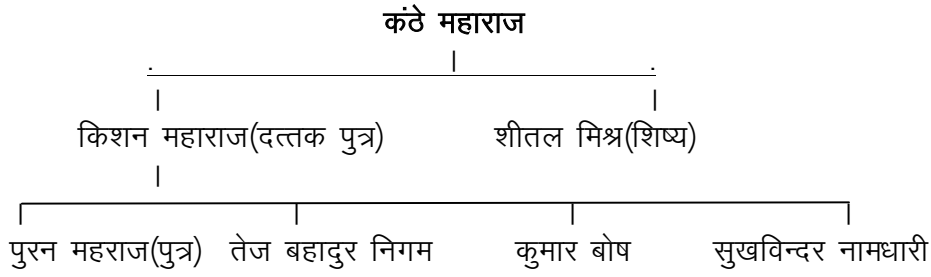 कंठे महाराज
किशन महाराज(दत्तक पुत्र) शीतल मिश्र(शिष्य)
पुरन महराज(पुत्र) तेज बहादुर निगम कुमार बोष सुखविन्दर नामधारी